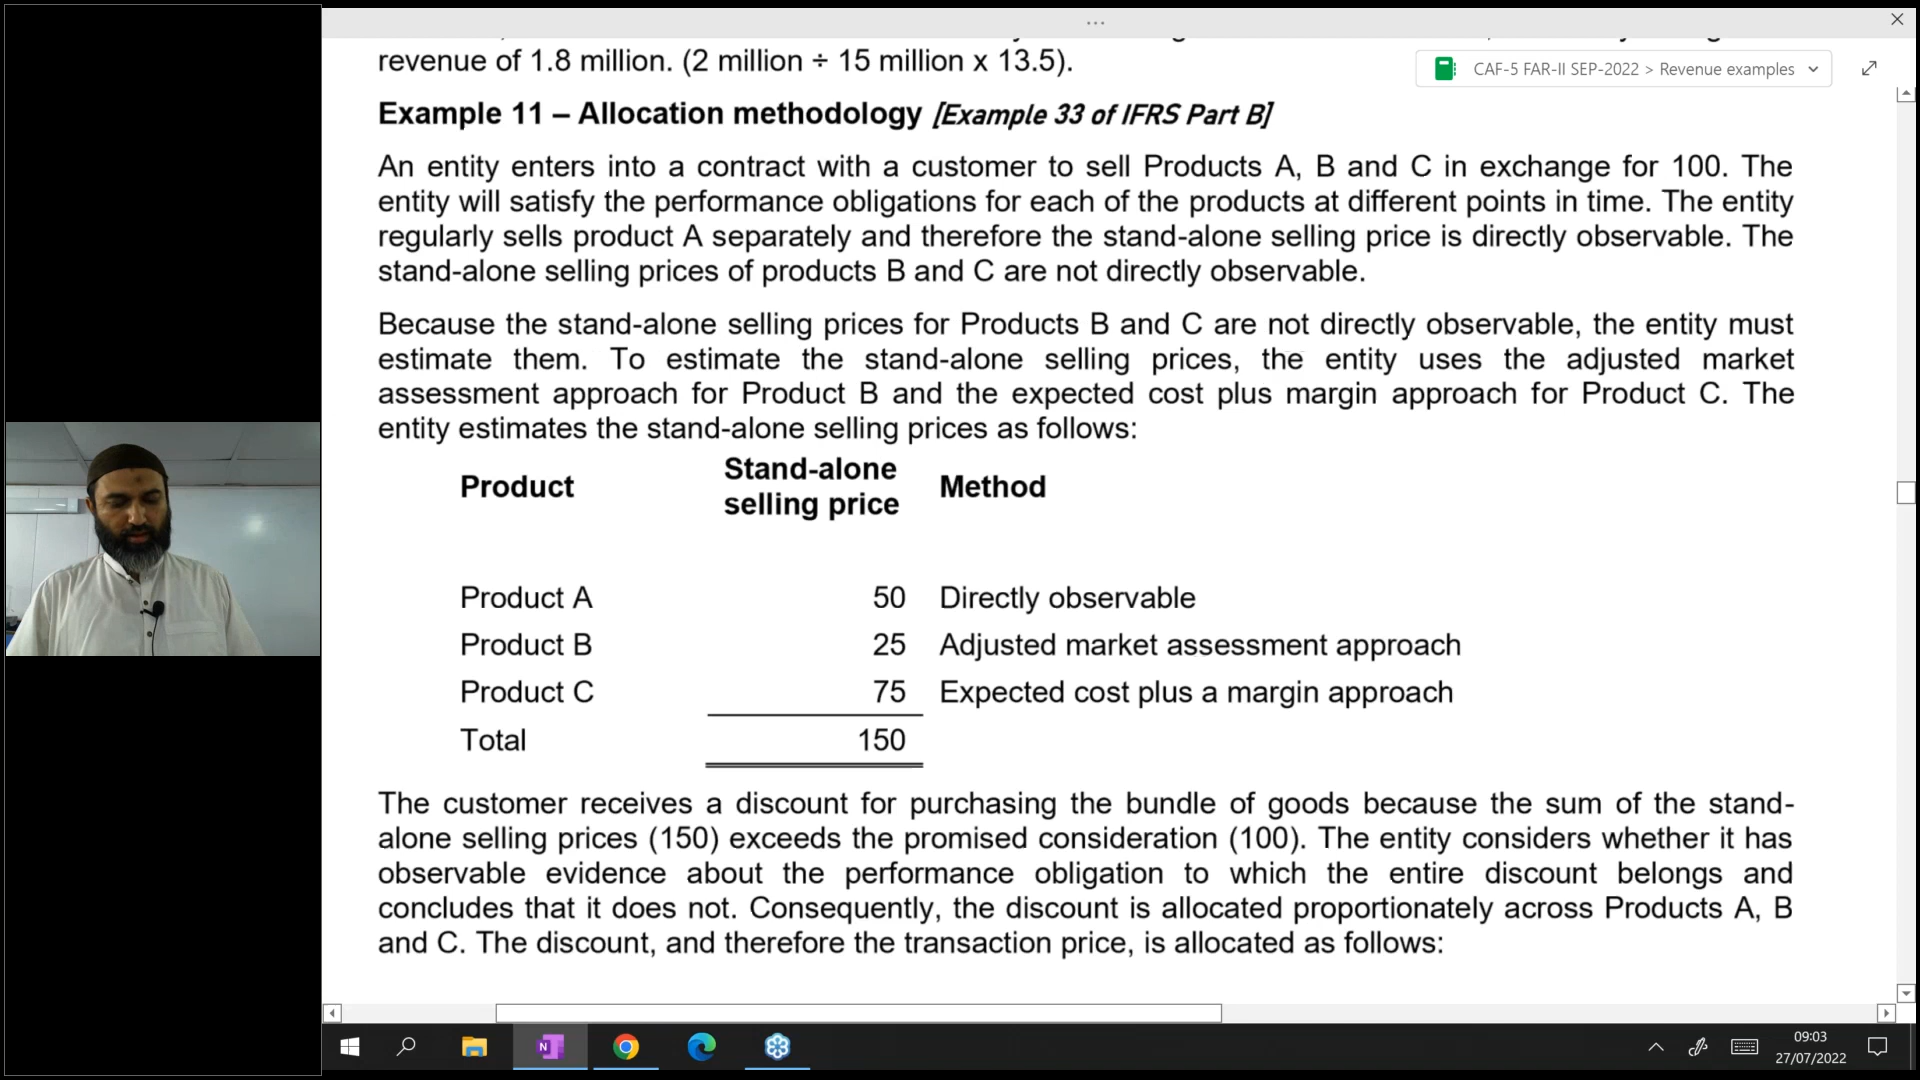 revenue of 1.8 million. (2 million ÷ 15 million x 13.5).
CAF-5 FAR-II SEP-2022 > Revenue examples
Example 11 – Allocation methodology [Example 33 of IFRS Part B]
An entity enters into a contract with a customer to sell Products A, B and C in exchange for 100. The
entity will satisfy the performance obligations for each of the products at different points in time. The entity
regularly sells product A separately and therefore the stand-alone selling price is directly observable. The
stand-alone selling prices of products B and C are not directly observable.
Because the stand-alone selling prices for Products B and C are not directly observable, the entity must
estimate them. To estimate the stand-alone selling prices, the entity uses the adjusted market
assessment approach for Product B and the expected cost plus margin approach for Product C. The
entity estimates the stand-alone selling prices as follows:
Product Stand-alone selling price Method
Product A 50 Directly observable
Product B 25 Adjusted market assessment approach
Product C 75 Expected cost plus a margin approach
Total 150
The customer receives a discount for purchasing the bundle of goods because the sum of the stand-
alone selling prices (150) exceeds the promised consideration (100). The entity considers whether it has
observable evidence about the performance obligation to which the entire discount belongs and
concludes that it does not. Consequently, the discount is allocated proportionately across Products A, B
and C. The discount, and therefore the transaction price, is allocated as follows:
N
09:03
27/07/2022